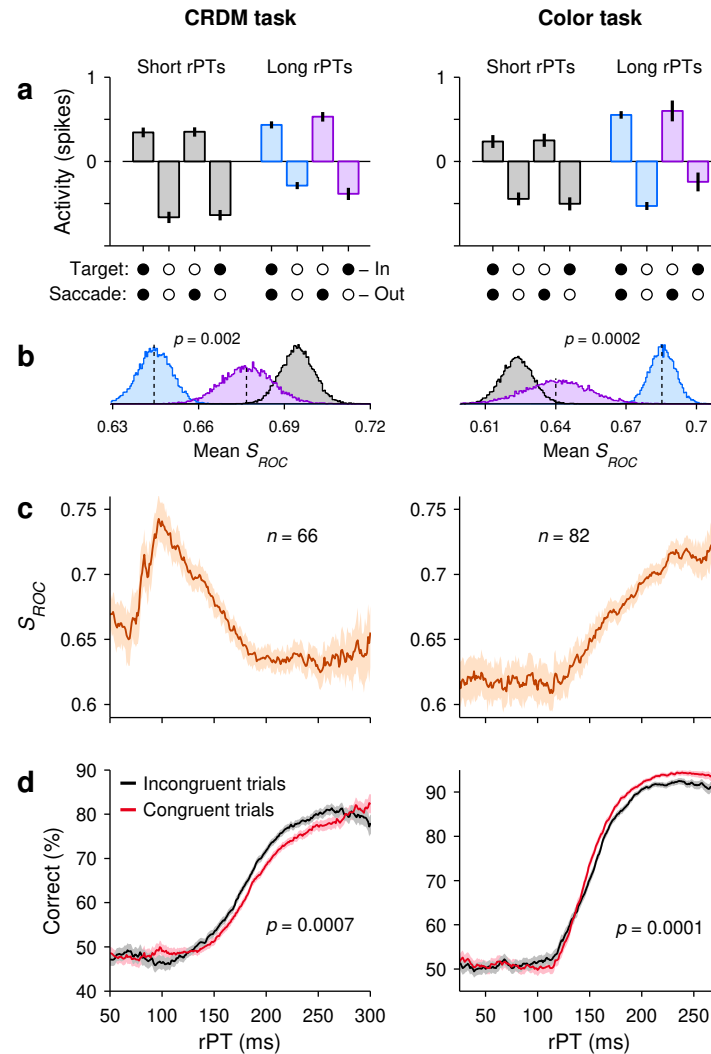 CRDM task Color task
a
Short rPTs Long rPTs Short rPTs Long rPTs
Activity (spikes)
1 1
0 0
Target: – In
Saccade: – Out
b
p = 0.002 p = 0.0002
0.63 0.66 0.69 0.72 0.61 0.64 0.67 0.7
Mean S_ROC Mean S_ROC
c
S_ROC
0.75 0.75
n = 66 n = 82
0.7 0.7
0.65 0.65
0.6 0.6
d
Correct (%)
Incongruent trials
Congruent trials
90 90
80 80
70 70
60 60
p = 0.0007 p = 0.0001
50 50
40
50 100 150 200 250 300 50 100 150 200 250
rPT (ms) rPT (ms)